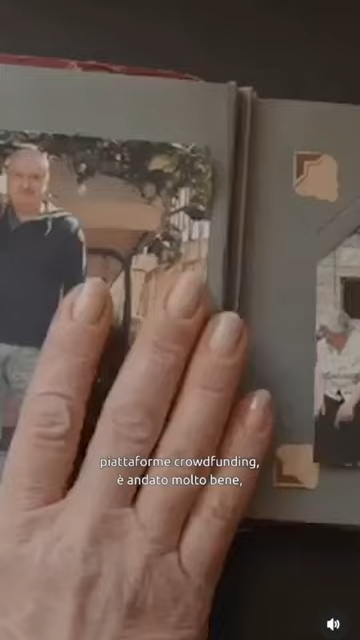 piattaforme crowdfunding,
è andato molto bene,